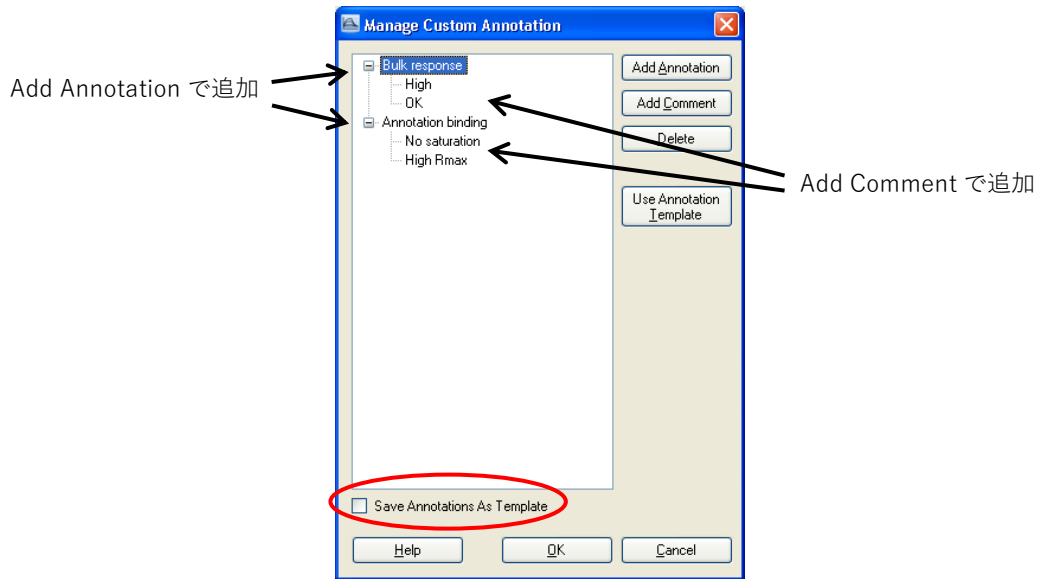 Manage Custom Annotation
Add Annotation で追加
Bulk response
High
OK
Annotation binding
No saturation
High Rmax
Add Annotation
Add Comment
Delete
Use Annotation
Template
Add Comment で追加
Save Annotations As Template
Help
OK
Cancel